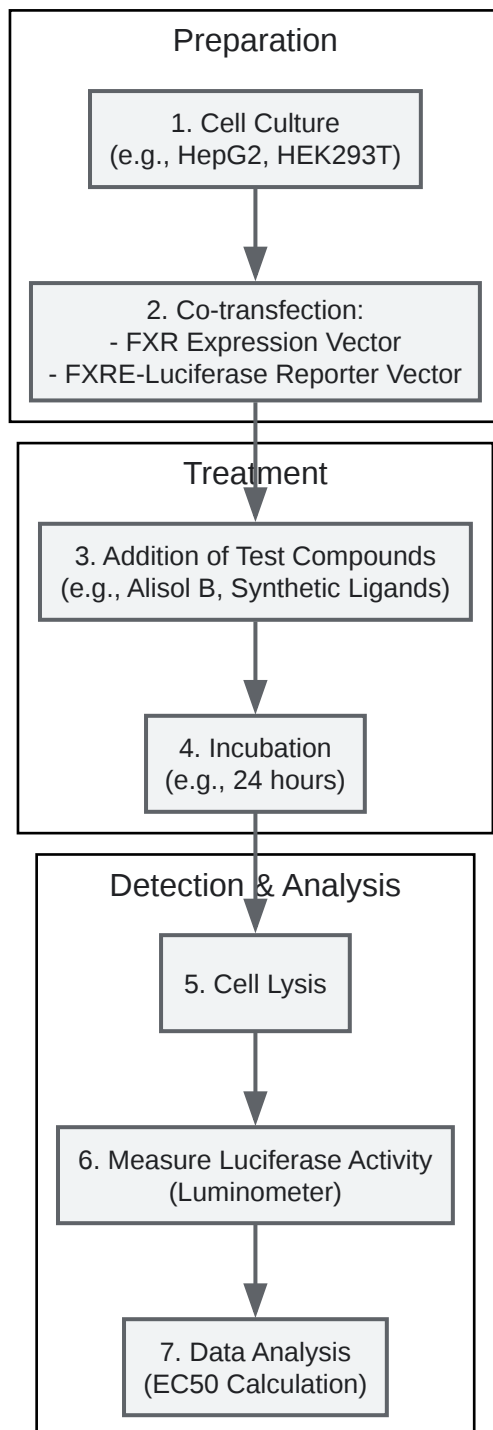 Preparation
1. Cell Culture
(e.g., HepG2, HEK293T)
2. Co-transfection:
- FXR Expression Vector
- FXRE-Luciferase Reporter Vector
Treatment
3. Addition of Test Compounds
(e.g., Alisol B, Synthetic Ligands)
4. Incubation
(e.g., 24 hours)
Detection & Analysis
5. Cell Lysis
6. Measure Luciferase Activity
(Luminometer)
7. Data Analysis
(EC50 Calculation)